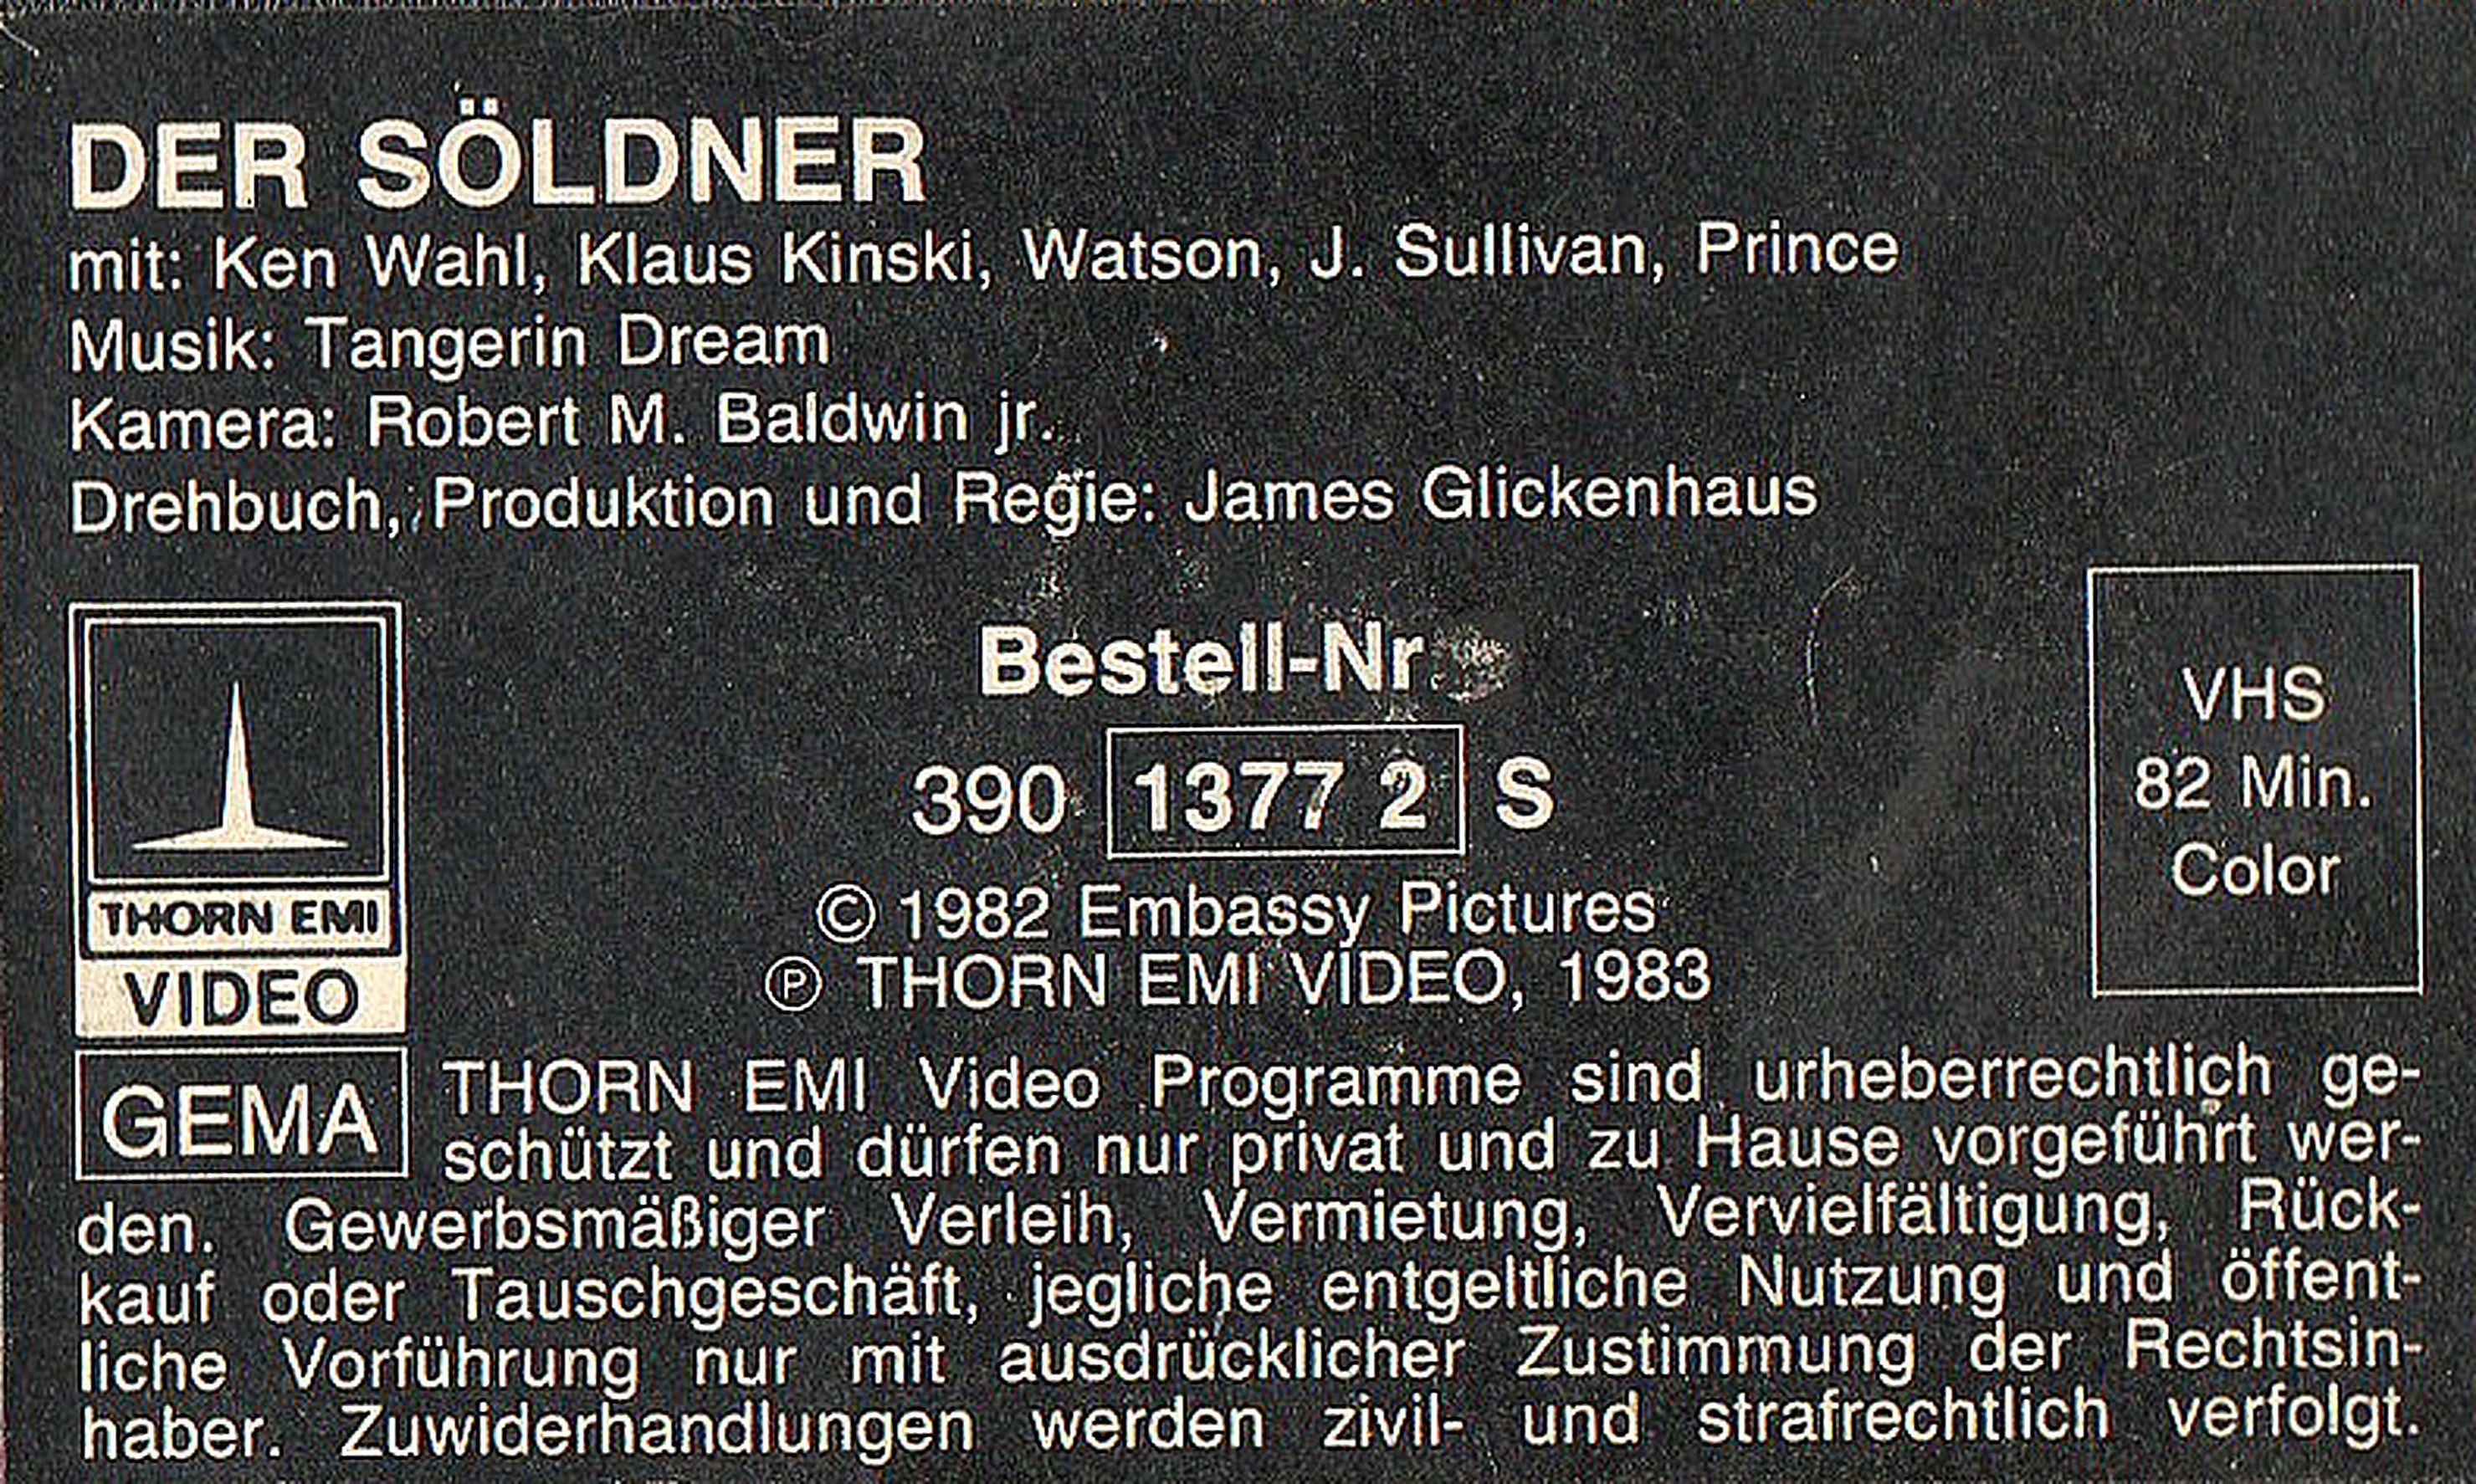 DER SÖLDNER
mit: Ken Wahl, Klaus Kinski, Watson, J. Sullivan, Prince
Musik: Tangerin Dream
Kamera: Robert M. Baldwin jr.
Drehbuch, Produktion und Regie: James Glickenhaus
THORN EMI
VIDEO
Bestell-Nr
390 1377 2 S
© 1982 Embassy Pictures
℗ THORN EMI VIDEO, 1983
VHS
82 Min.
Color
GEMA
THORN EMI Video Programme sind urheberrechtlich ge-
schützt und dürfen nur privat und zu Hause vorgeführt wer-
den. Gewerbsmäßiger Verleih, Vermietung, Vervielfältigung, Rück-
kauf oder Tauschgeschäft, jegliche entgeltliche Nutzung und öffent-
liche Vorführung nur mit ausdrücklicher Zustimmung der Rechtsin-
haber. Zuwiderhandlungen werden zivil- und strafrechtlich verfolgt.